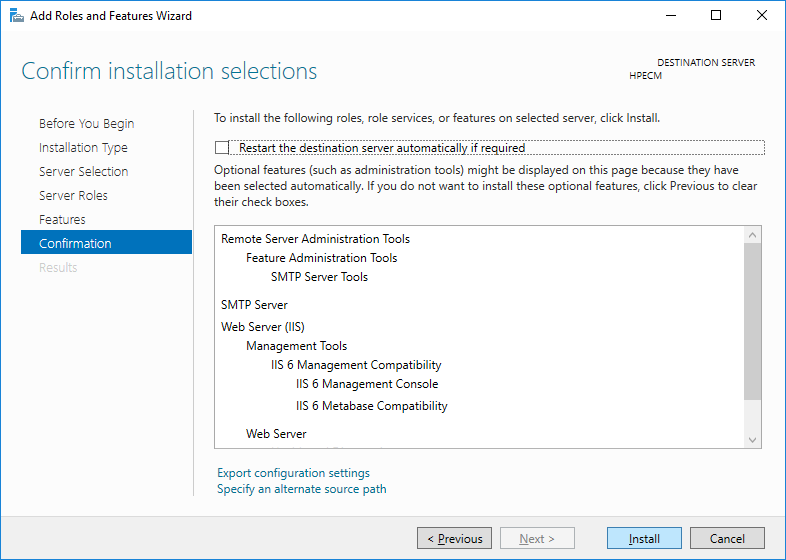 Add Roles and Features Wizard
Confirm installation selections
DESTINATION SERVER
HPECM
Before You Begin
Installation Type
Server Selection
Server Roles
Features
Confirmation
Results
To install the following roles, role services, or features on selected server, click Install.
Restart the destination server automatically if required
Optional features (such as administration tools) might be displayed on this page because they have
been selected automatically. If you do not want to install these optional features, click Previous to clear
their check boxes.
Remote Server Administration Tools
Feature Administration Tools
SMTP Server Tools
SMTP Server
Web Server (IIS)
Management Tools
IIS 6 Management Compatibility
IIS 6 Management Console
IIS 6 Metabase Compatibility
Web Server
Export configuration settings
Specify an alternate source path
< Previous
Next >
Install
Cancel